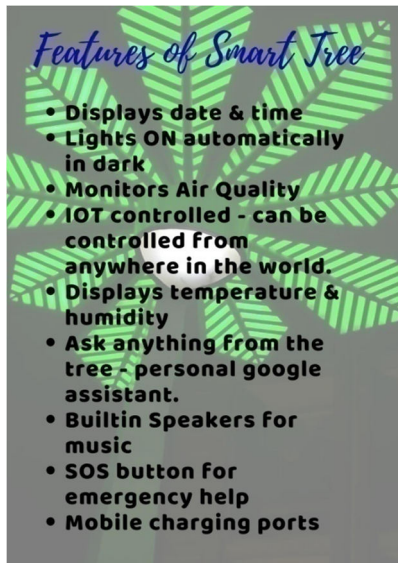 Features of Smart Tree
• Displays date & time
• Lights ON automatically
in dark
• Monitors Air Quality
• IOT controlled - can be
controlled from
anywhere in the world.
• Displays temperature &
humidity
• Ask anything from the
tree - personal google
assistant.
• Builtin Speakers for
music
• SOS button for
emergency help
• Mobile charging ports